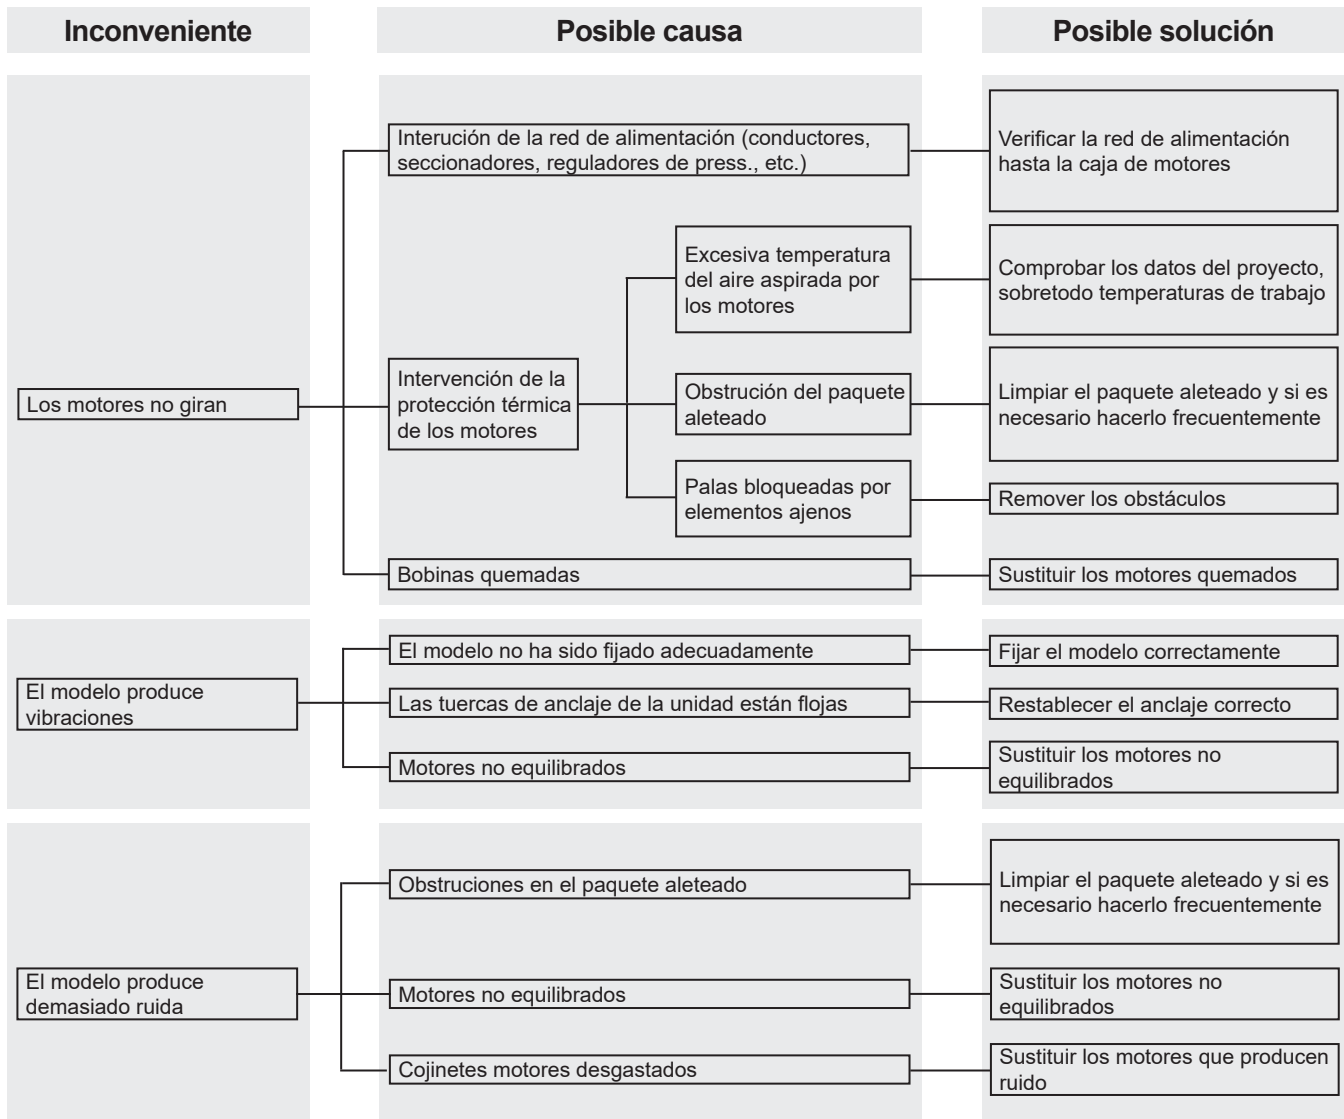 Inconveniente
Posible causa
Posible solución
Los motores no giran
Interución de la red de alimentación (conductores,
seccionadores, reguladores de press., etc.)
Verificar la red de alimentación
hasta la caja de motores
Intervención de la
protección térmica
de los motores
Excesiva temperatura
del aire aspirada por
los motores
Comprobar los datos del proyecto,
sobretodo temperaturas de trabajo
Obstrución del paquete
aleteado
Limpiar el paquete aleteado y si es
necesario hacerlo frecuentemente
Palas bloqueadas por
elementos ajenos
Remover los obstáculos
Bobinas quemadas
Sustituir los motores quemados
El modelo produce
vibraciones
El modelo no ha sido fijado adecuadamente
Fijar el modelo correctamente
Las tuercas de anclaje de la unidad están flojas
Restablecer el anclaje correcto
Motores no equilibrados
Sustituir los motores no
equilibrados
El modelo produce
demasiado ruida
Obstruciones en el paquete aleteado
Limpiar el paquete aleteado y si es
necesario hacerlo frecuentemente
Motores no equilibrados
Sustituir los motores no
equilibrados
Cojinetes motores desgastados
Sustituir los motores que producen
ruido